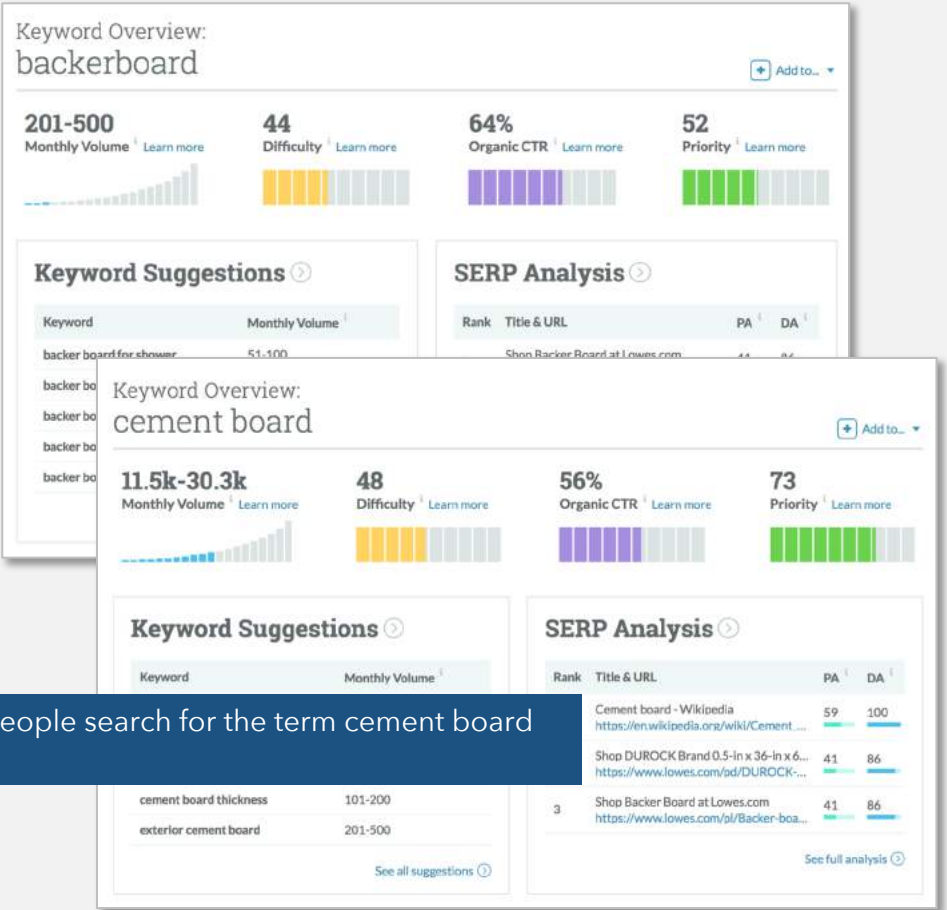 Keyword Overview:
backerboard
Add to...
201-500
Monthly Volume Learn more
44
Difficulty Learn more
64%
Organic CTR Learn more
52
Priority Learn more
Keyword Suggestions
Keyword Monthly Volume
backer board for shower 51-100
backer bo
backer bo
backer bo
backer bo
SERP Analysis
Rank Title & URL PA DA
Shop Backer Board at Lowes.com
Keyword Overview:
cement board
Add to...
11.5k-30.3k
Monthly Volume Learn more
48
Difficulty Learn more
56%
Organic CTR Learn more
73
Priority Learn more
Keyword Suggestions
Keyword Monthly Volume
eople search for the term cement board
cement board thickness 101-200
exterior cement board 201-500
See all suggestions
SERP Analysis
Rank Title & URL PA DA
Cement board - Wikipedia 59 100
https://en.wikipedia.org/wiki/Cement_...
Shop DUROCK Brand 0.5-in x 36-in x 6... 41 86
https://www.lowes.com/pd/DUROCK-...
3 Shop Backer Board at Lowes.com 41 86
https://www.lowes.com/pl/Backer-boa...
See full analysis